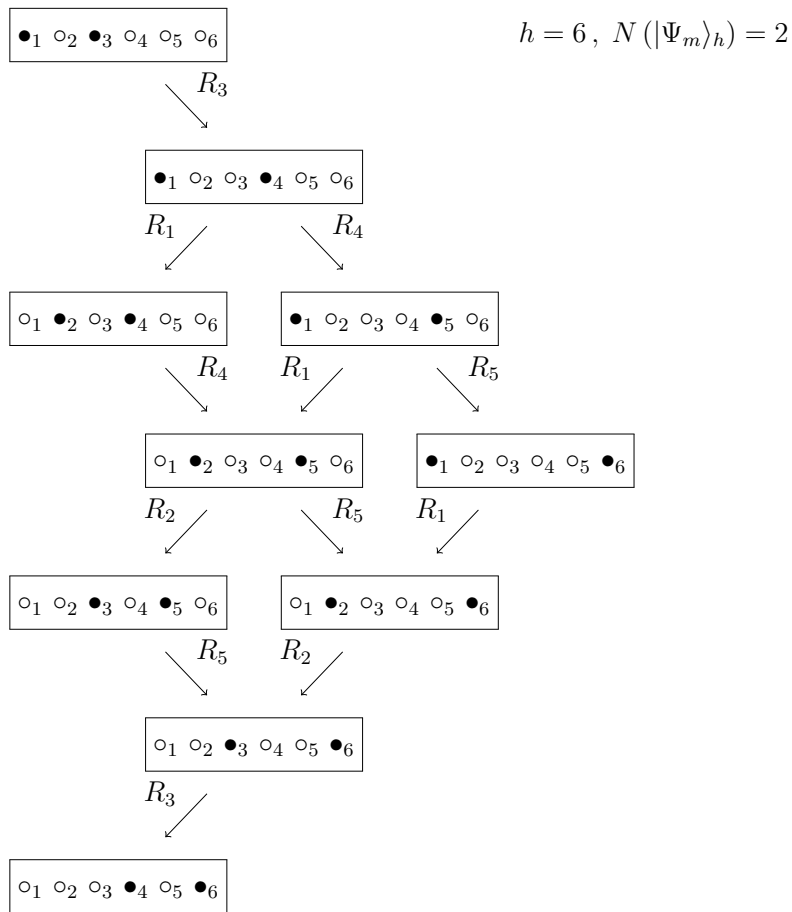 ●₁ ○₂ ●₃ ○₄ ○₅ ○₆ h = 6 , N (|Ψₘ⟩ₕ) = 2
R₃
●₁ ○₂ ○₃ ●₄ ○₅ ○₆
R₁ R₄
○₁ ●₂ ○₃ ●₄ ○₅ ○₆ ●₁ ○₂ ○₃ ○₄ ●₅ ○₆
R₄ R₁ R₅
○₁ ●₂ ○₃ ○₄ ●₅ ○₆ ●₁ ○₂ ○₃ ○₄ ○₅ ●₆
R₂ R₅ R₁
○₁ ○₂ ●₃ ○₄ ●₅ ○₆ ○₁ ●₂ ○₃ ○₄ ○₅ ●₆
R₅ R₂
○₁ ○₂ ●₃ ○₄ ○₅ ●₆
R₃
○₁ ○₂ ○₃ ●₄ ○₅ ●₆